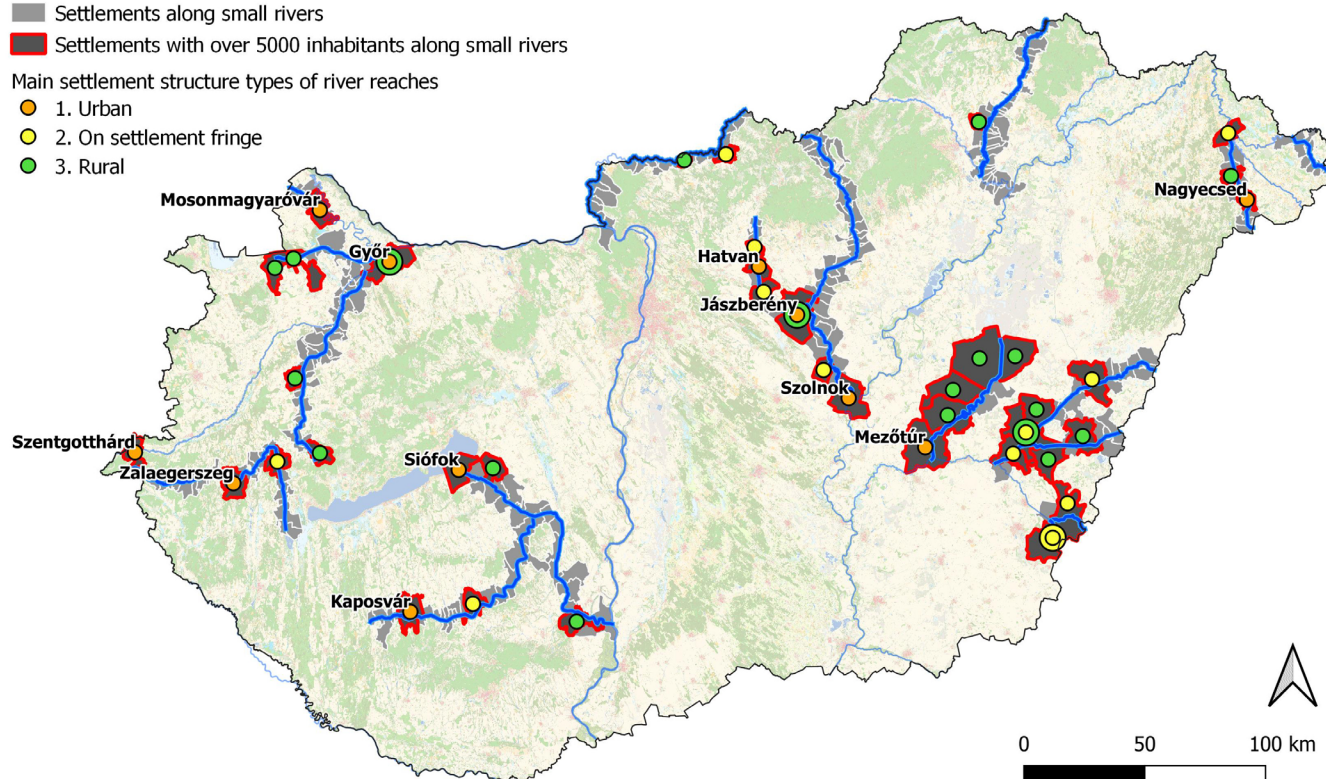 Settlements along small rivers
Settlements with over 5000 inhabitants along small rivers
Main settlement structure types of river reaches
1. Urban
2. On settlement fringe
3. Rural
Mosonmagyaróvár
Nagyecsed
Győr
Hatvan
Jászberény
Szolnok
Szentgotthárd
Mezőtúr
Zalaegerszeg
Siófok
Kaposvár
0 50 100 km